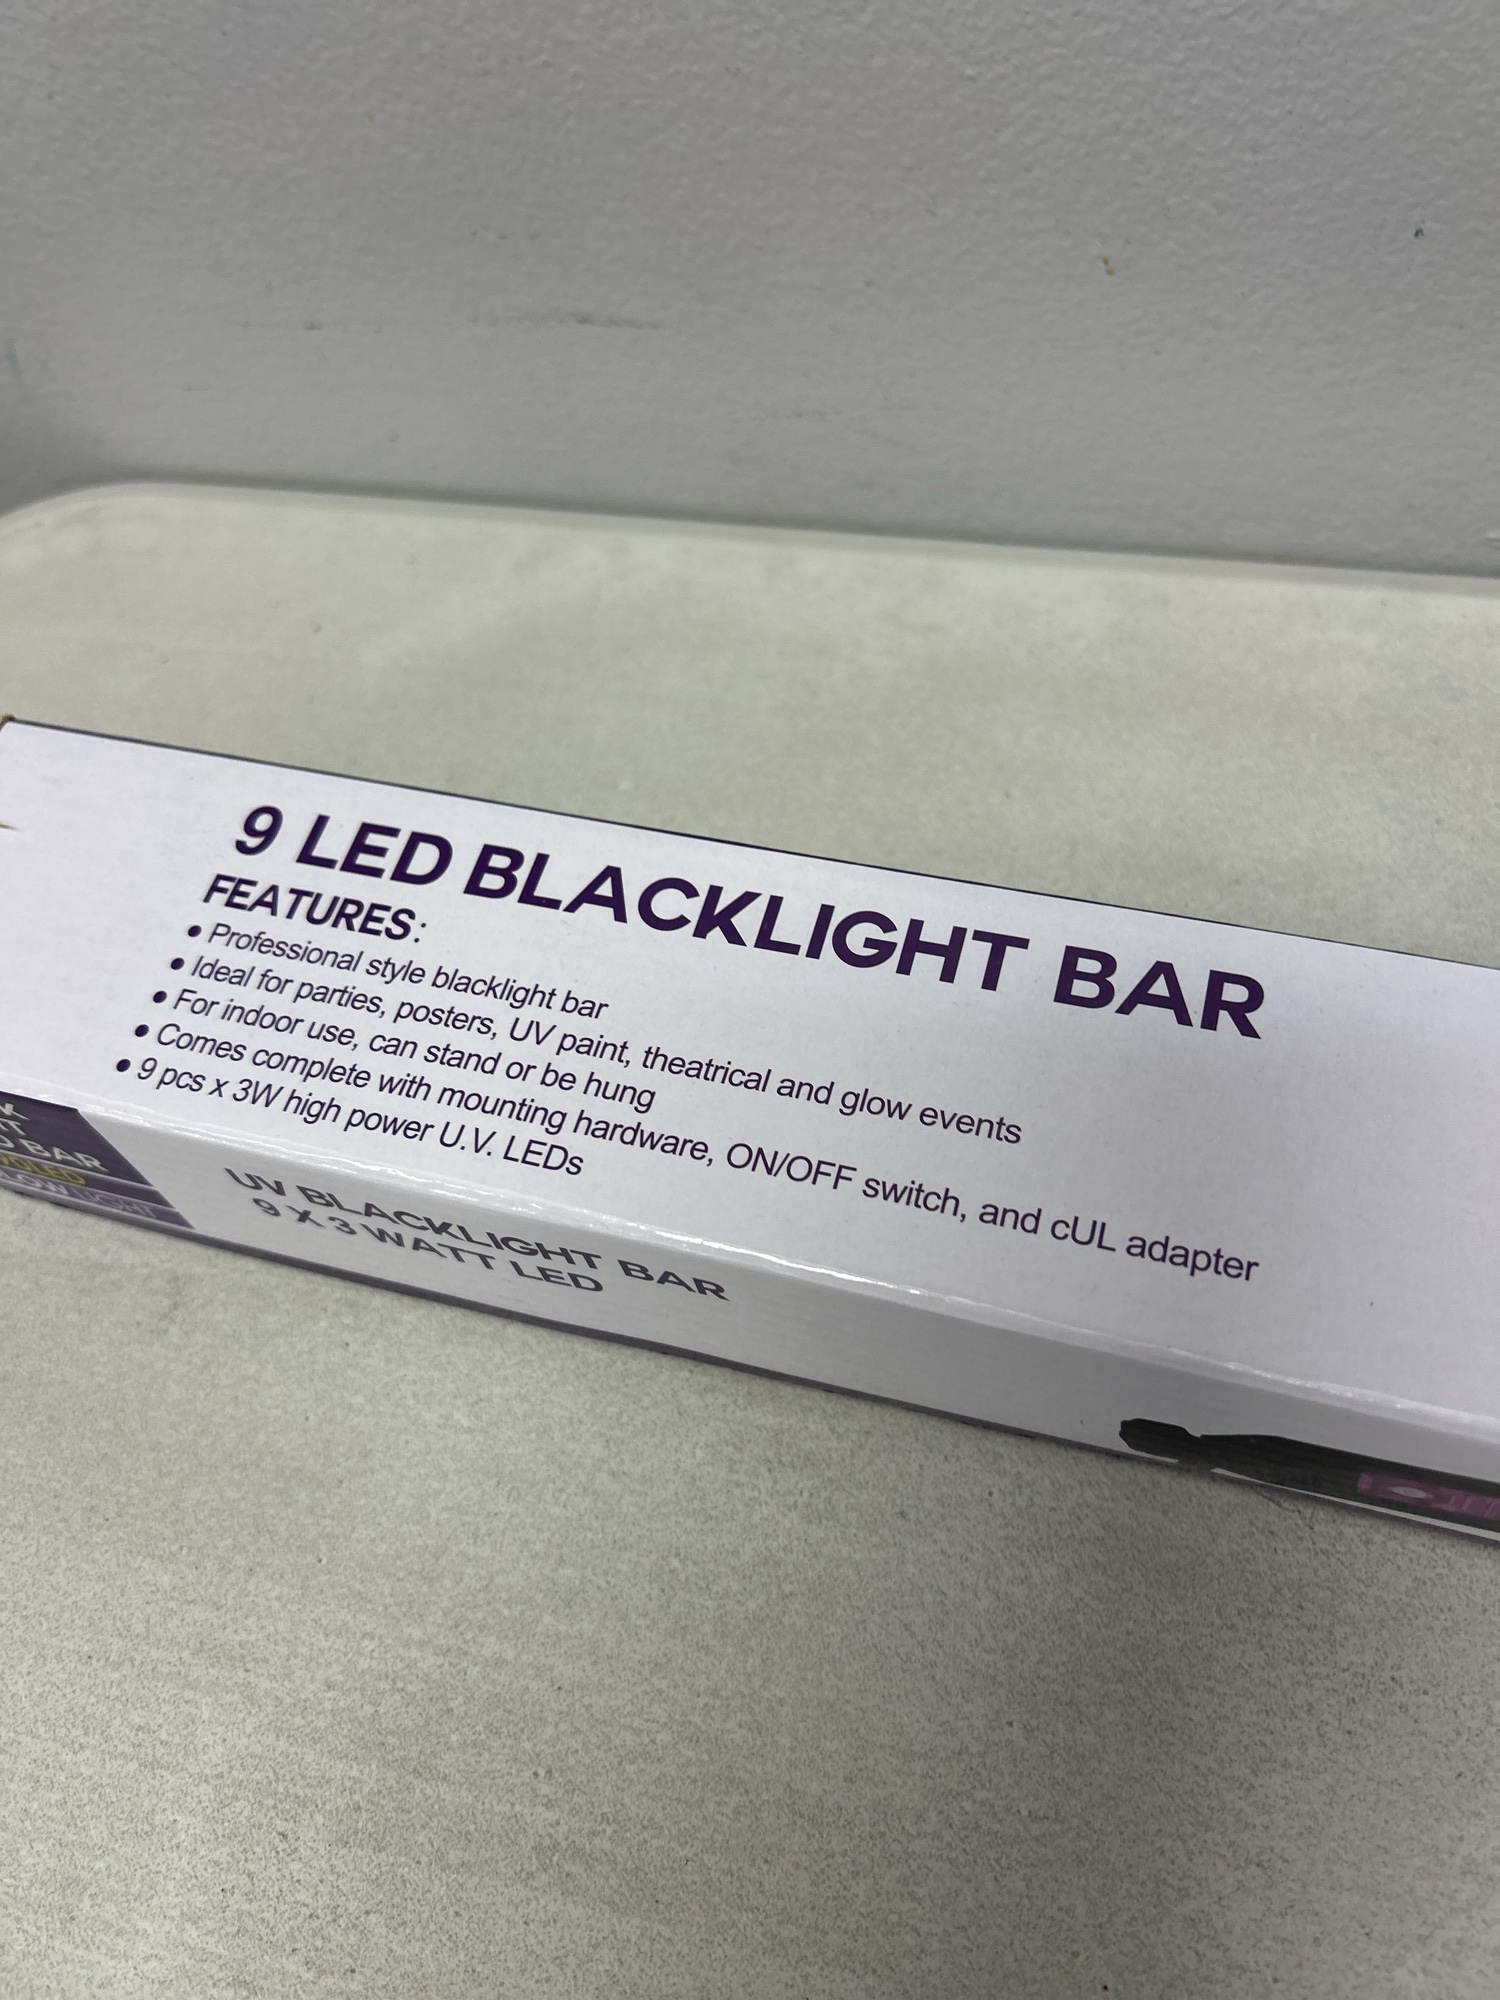 9 LED BLACKLIGHT BAR
FEATURES:
• Professional style blacklight bar
• Ideal for parties, posters, UV paint, theatrical and glow events
• For indoor use, can stand or be hung
• Comes complete with mounting hardware, ON/OFF switch, and cUL adapter
• 9 pcs x 3W high power U.V. LEDs
BAR
UV BLACKLIGHT BAR
9 X 3 WATT LED